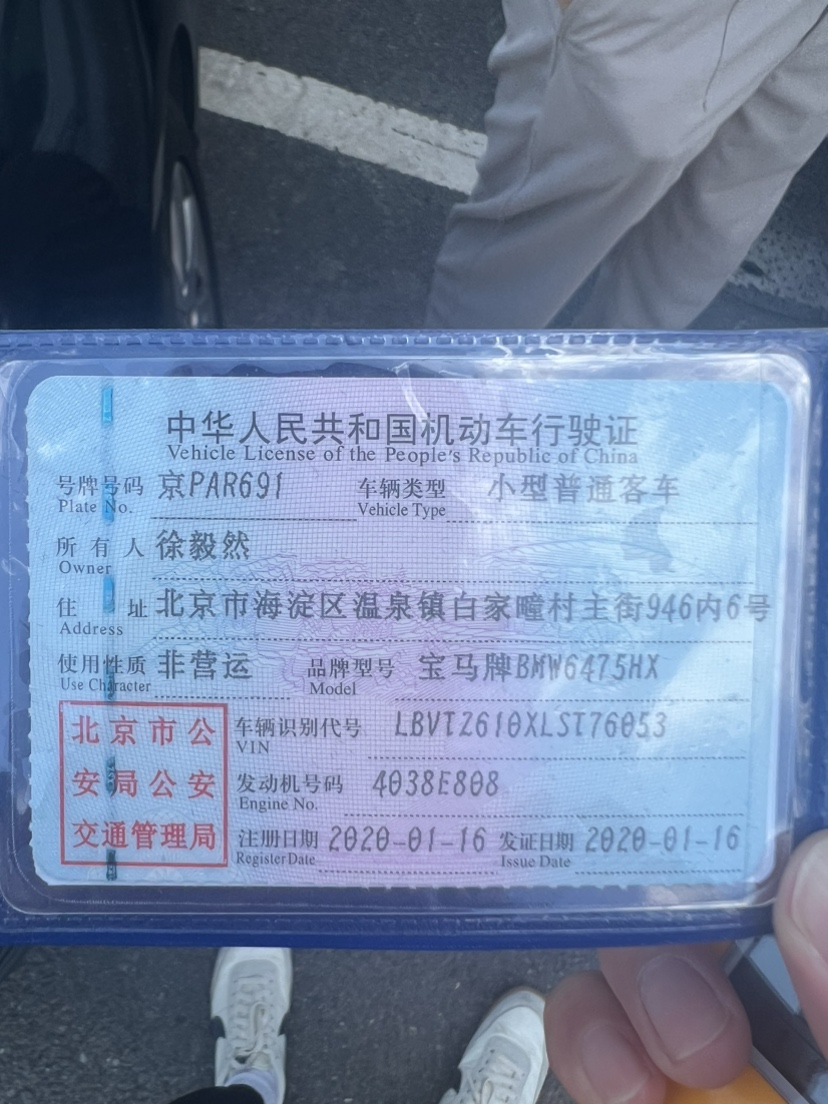 中华人民共和国机动车行驶证
Vehicle License of the People's Republic of China
号牌号码 京PAR691 车辆类型 小型普通客车
Plate No. Vehicle Type
所有人 徐毅然
Owner
住址 北京市海淀区温泉镇白家疃村主街946内6号
Address
使用性质 非营运 品牌型号 宝马牌BMW6475HX
Use Character Model
北京市公 车辆识别代号 LBVTZ610XLST76053
VIN
安局公安 发动机号码 4038E808
Engine No.
交通管理局 注册日期 2020-01-16 发证日期 2020-01-16
Register Date Issue Date